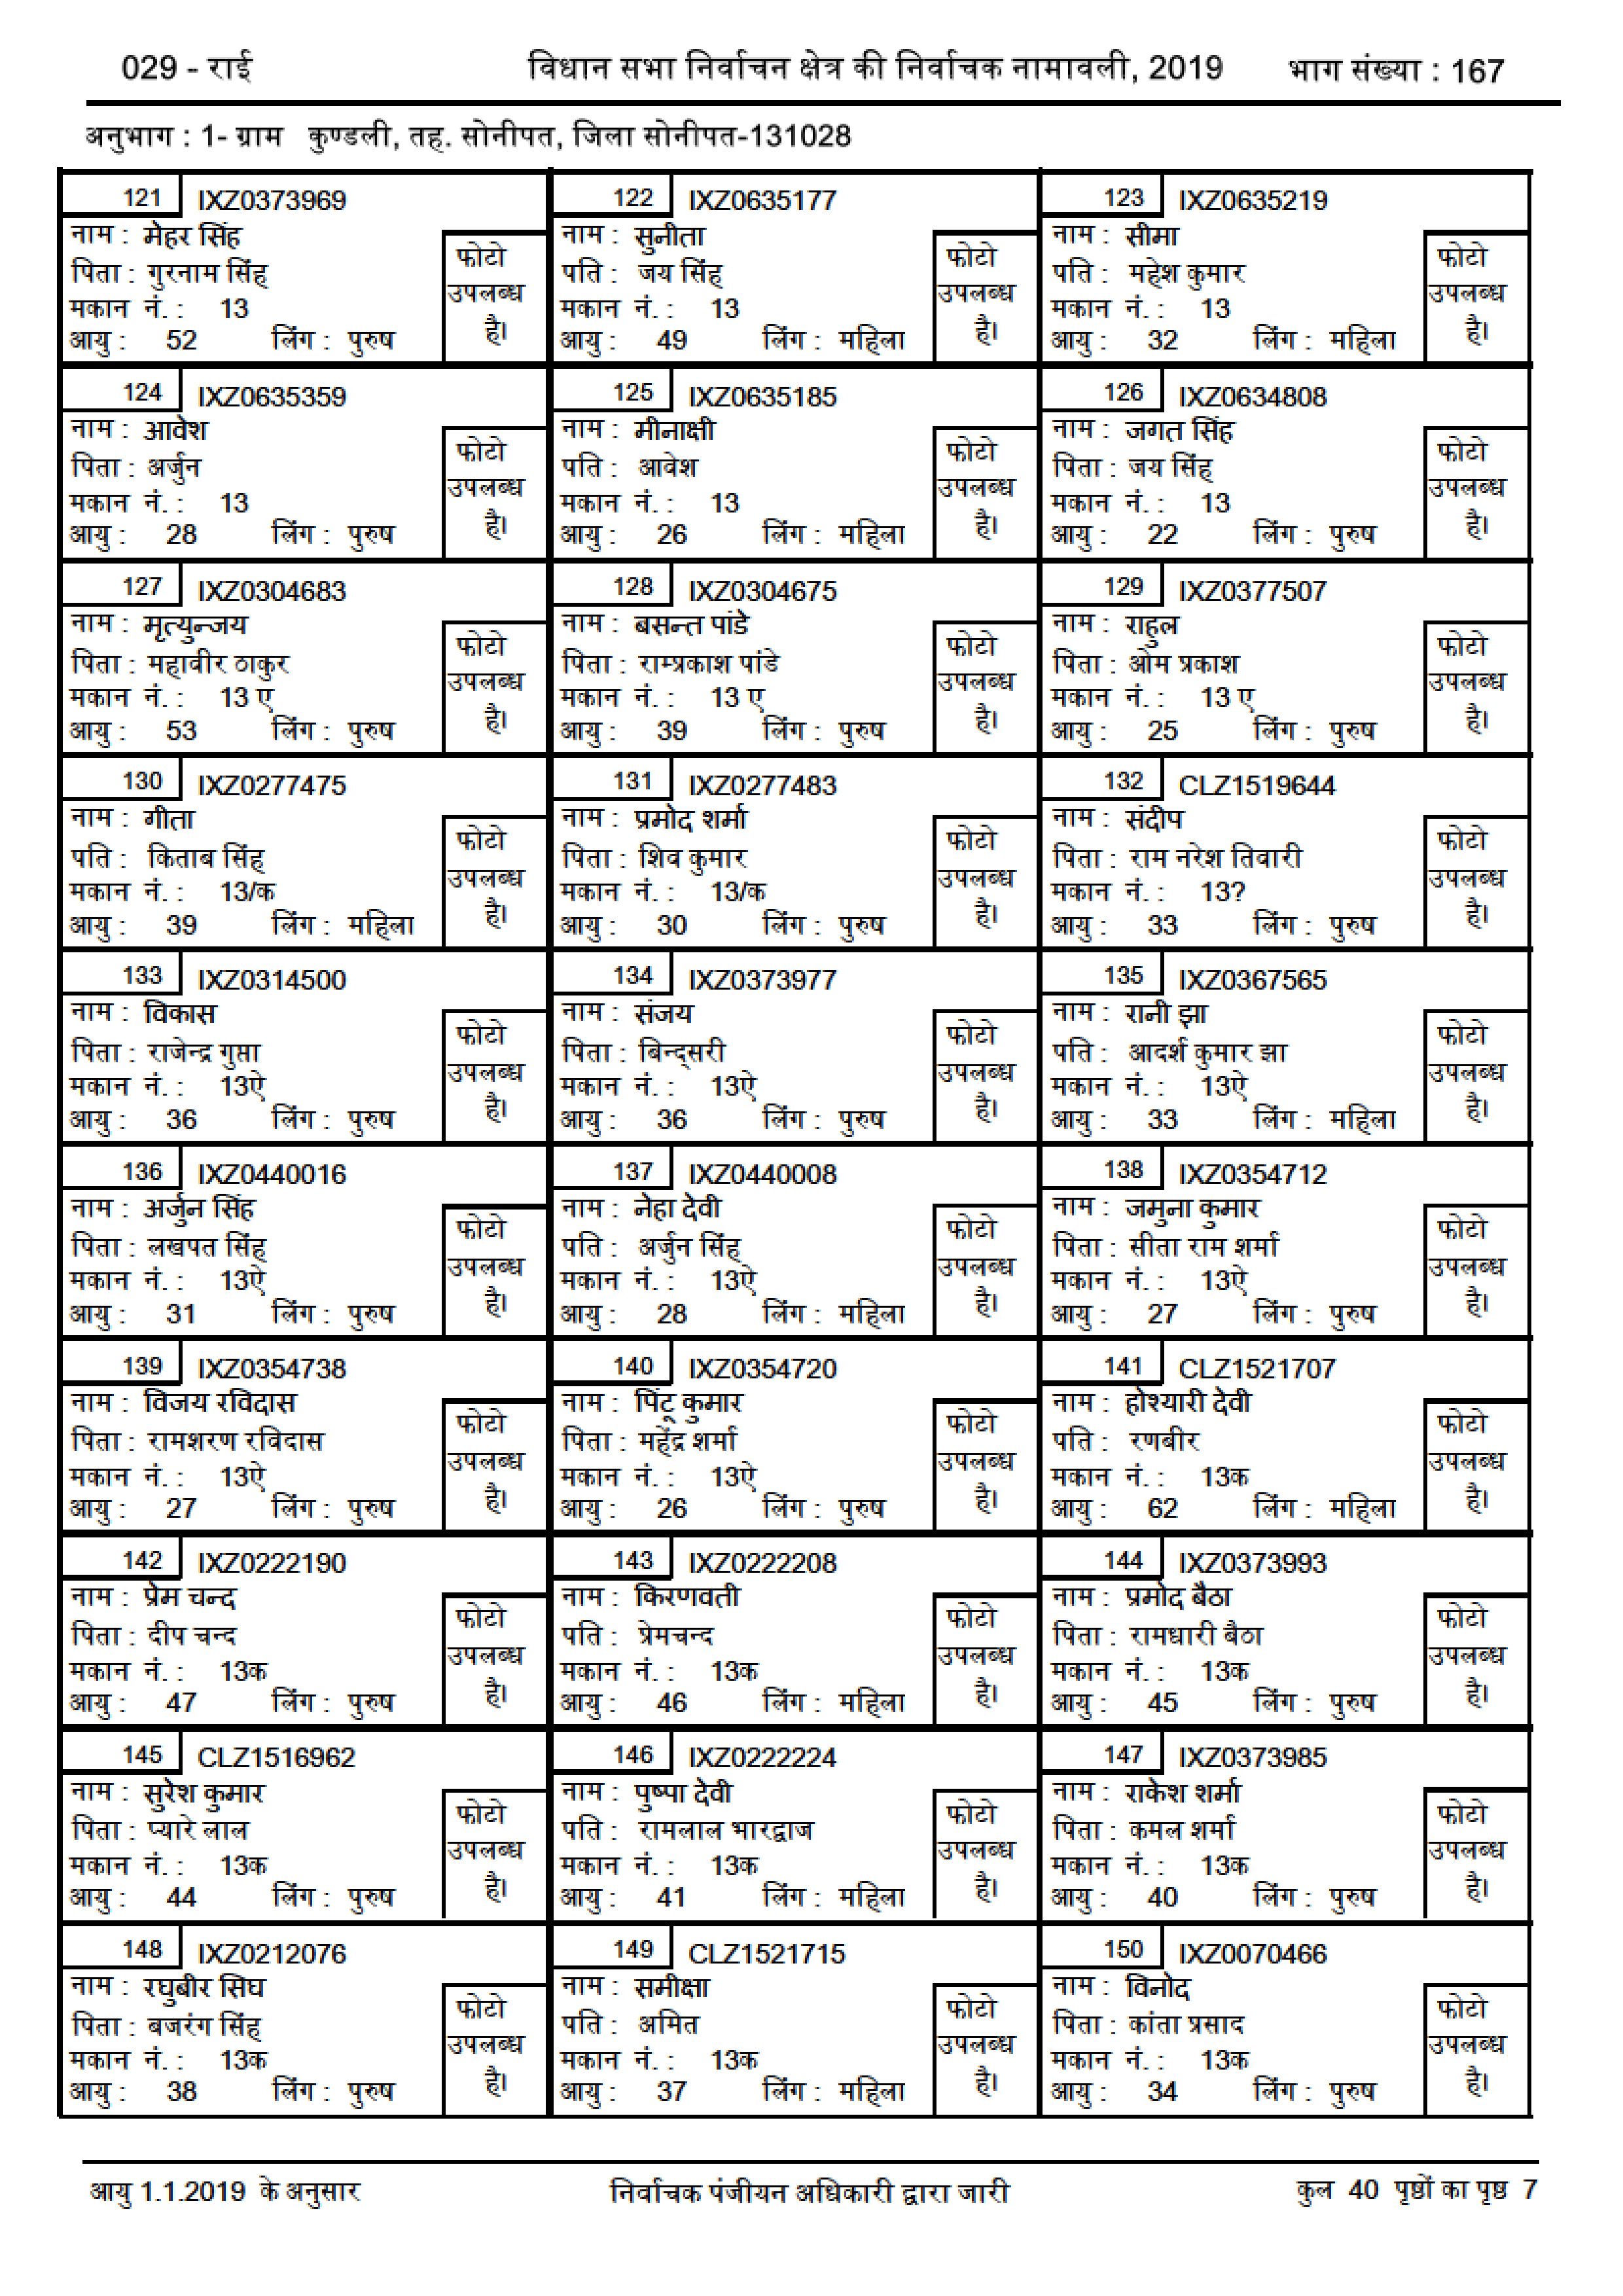 029 - राई विधान सभा निर्वाचन क्षेत्र की निर्वाचक नामावली, 2019 भाग संख्या : 167
अनुभाग : 1- ग्राम कुण्डली, तह. सोनीपत, जिला सोनीपत-131028
121 IXZ0373969
नाम : मेहर सिंह
पिता : गुरनाम सिंह
मकान नं. : 13
आयु : 52 लिंग : पुरुष
फोटो
उपलब्ध
है।
122 IXZ0635177
नाम : सुनीता
पति : जय सिंह
मकान नं. : 13
आयु : 49 लिंग : महिला
फोटो
उपलब्ध
है।
123 IXZ0635219
नाम : सीमा
पति : महेश कुमार
मकान नं. : 13
आयु : 32 लिंग : महिला
फोटो
उपलब्ध
है।
124 IXZ0635359
नाम : आवेश
पिता : अर्जुन
मकान नं. : 13
आयु : 28 लिंग : पुरुष
फोटो
उपलब्ध
है।
125 IXZ0635185
नाम : मीनाक्षी
पति : आवेश
मकान नं. : 13
आयु : 26 लिंग : महिला
फोटो
उपलब्ध
है।
126 IXZ0634808
नाम : जगत सिंह
पिता : जय सिंह
मकान नं. : 13
आयु : 22 लिंग : पुरुष
फोटो
उपलब्ध
है।
127 IXZ0304683
नाम : मृत्युन्जय
पिता : महावीर ठाकुर
मकान नं. : 13 ए
आयु : 53 लिंग : पुरुष
फोटो
उपलब्ध
है।
128 IXZ0304675
नाम : बसन्त पांडे
पिता : राम्प्रकाश पांडे
मकान नं. : 13 ए
आयु : 39 लिंग : पुरुष
फोटो
उपलब्ध
है।
129 IXZ0377507
नाम : राहुल
पिता : ओम प्रकाश
मकान नं. : 13 ए
आयु : 25 लिंग : पुरुष
फोटो
उपलब्ध
है।
130 IXZ0277475
नाम : गीता
पति : किताब सिंह
मकान नं. : 13/क
आयु : 39 लिंग : महिला
फोटो
उपलब्ध
है।
131 IXZ0277483
नाम : प्रमोद शर्मा
पिता : शिव कुमार
मकान नं. : 13/क
आयु : 30 लिंग : पुरुष
फोटो
उपलब्ध
है।
132 CLZ1519644
नाम : संदीप
पिता : राम नरेश तिवारी
मकान नं. : 13?
आयु : 33 लिंग : पुरुष
फोटो
उपलब्ध
है।
133 IXZ0314500
नाम : विकास
पिता : राजेन्द्र गुप्ता
मकान नं. : 13ऐ
आयु : 36 लिंग : पुरुष
फोटो
उपलब्ध
है।
134 IXZ0373977
नाम : संजय
पिता : बिन्द्सरी
मकान नं. : 13ऐ
आयु : 36 लिंग : पुरुष
फोटो
उपलब्ध
है।
135 IXZ0367565
नाम : रानी झा
पति : आदर्श कुमार झा
मकान नं. : 13ऐ
आयु : 33 लिंग : महिला
फोटो
उपलब्ध
है।
136 IXZ0440016
नाम : अर्जुन सिंह
पिता : लखपत सिंह
मकान नं. : 13ऐ
आयु : 31 लिंग : पुरुष
फोटो
उपलब्ध
है।
137 IXZ0440008
नाम : नेहा देवी
पति : अर्जुन सिंह
मकान नं. : 13ऐ
आयु : 28 लिंग : महिला
फोटो
उपलब्ध
है।
138 IXZ0354712
नाम : जमुना कुमार
पिता : सीता राम शर्मा
मकान नं. : 13ऐ
आयु : 27 लिंग : पुरुष
फोटो
उपलब्ध
है।
139 IXZ0354738
नाम : विजय रविदास
पिता : रामशरण रविदास
मकान नं. : 13ऐ
आयु : 27 लिंग : पुरुष
फोटो
उपलब्ध
है।
140 IXZ0354720
नाम : पिंटू कुमार
पिता : महेंद्र शर्मा
मकान नं. : 13ऐ
आयु : 26 लिंग : पुरुष
फोटो
उपलब्ध
है।
141 CLZ1521707
नाम : होश्यारी देवी
पति : रणबीर
मकान नं. : 13क
आयु : 62 लिंग : महिला
फोटो
उपलब्ध
है।
142 IXZ0222190
नाम : प्रेम चन्द
पिता : दीप चन्द
मकान नं. : 13क
आयु : 47 लिंग : पुरुष
फोटो
उपलब्ध
है।
143 IXZ0222208
नाम : किरणवती
पति : प्रेमचन्द
मकान नं. : 13क
आयु : 46 लिंग : महिला
फोटो
उपलब्ध
है।
144 IXZ0373993
नाम : प्रमोद बैठा
पिता : रामधारी बैठा
मकान नं. : 13क
आयु : 45 लिंग : पुरुष
फोटो
उपलब्ध
है।
145 CLZ1516962
नाम : सुरेश कुमार
पिता : प्यारे लाल
मकान नं. : 13क
आयु : 44 लिंग : पुरुष
फोटो
उपलब्ध
है।
146 IXZ0222224
नाम : पुष्पा देवी
पति : रामलाल भारद्वाज
मकान नं. : 13क
आयु : 41 लिंग : महिला
फोटो
उपलब्ध
है।
147 IXZ0373985
नाम : राकेश शर्मा
पिता : कमल शर्मा
मकान नं. : 13क
आयु : 40 लिंग : पुरुष
फोटो
उपलब्ध
है।
148 IXZ0212076
नाम : रघुबीर सिघ
पिता : बजरंग सिंह
मकान नं. : 13क
आयु : 38 लिंग : पुरुष
फोटो
उपलब्ध
है।
149 CLZ1521715
नाम : समीक्षा
पति : अमित
मकान नं. : 13क
आयु : 37 लिंग : महिला
फोटो
उपलब्ध
है।
150 IXZ0070466
नाम : विनोद
पिता : कांता प्रसाद
मकान नं. : 13क
आयु : 34 लिंग : पुरुष
फोटो
उपलब्ध
है।
आयु 1.1.2019 के अनुसार निर्वाचक पंजीयन अधिकारी द्वारा जारी कुल 40 पृष्ठों का पृष्ठ 7